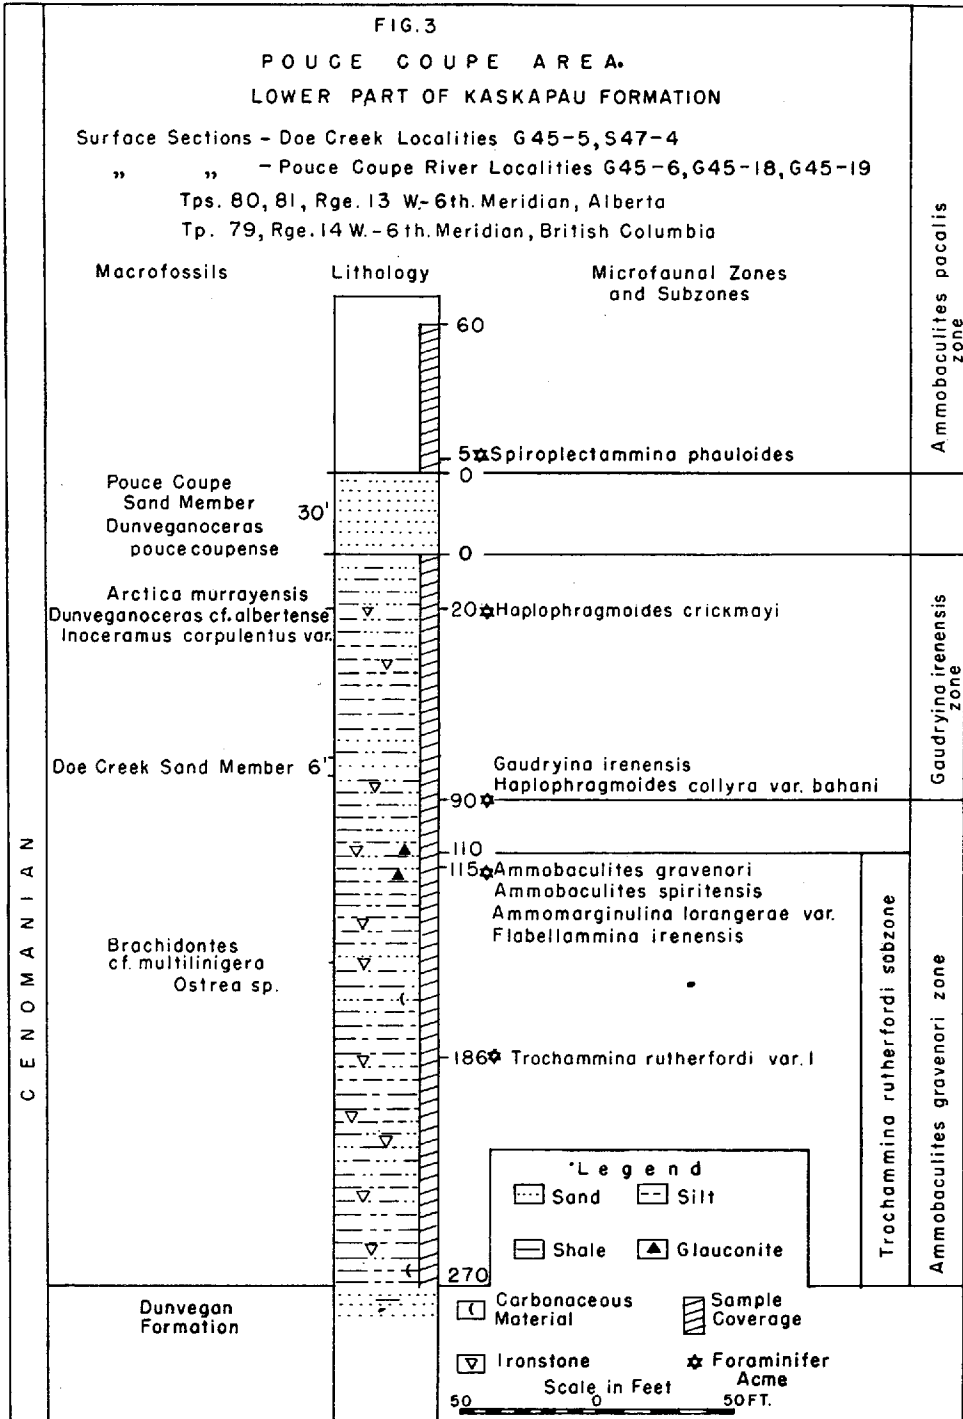 FIG.3
POUCE COUPE AREA.
LOWER PART OF KASKAPAU FORMATION
Surface Sections - Doe Creek Localities G45-5, S47-4
„ „ - Pouce Coupe River Localities G45-6, G45-18, G45-19
Tps. 80, 81, Rge. 13 W.-6th. Meridian, Alberta
Tp. 79, Rge. 14 W.-6th. Meridian, British Columbia
Macrofossils
Lithology
Microfaunal Zones
and Subzones
60
5 Spiroplectammina phauloides
0
Pouce Coupe
Sand Member
30'
Dunveganoceras
pouce coupense
0
Arctica murrayensis
Dunveganoceras cf. albertense
Inoceramus corpulentus var.
20 Haplophragmoides crickmayi
Doe Creek Sand Member 6'
Gaudryina irenensis
Haplophragmoides collyra var. bahani
90
110
115 Ammobaculites gravenori
Ammobaculites spiritensis
Ammomarginulina lorangerae var.
Flabellammina irenensis
Brachidontes
cf. multilinigera
Ostrea sp.
186 Trochammina rutherfordi var. I
270
Dunvegan
Formation
Legend
Sand
Silt
Shale
Glauconite
Carbonaceous
Material
Sample
Coverage
Ironstone
Foraminifer
Acme
Scale in Feet
50 0 50 FT.
CENOMANIAN
Ammobaculites pacalis
zone
Gaudryina irenensis
zone
Trochammina rutherfordi sabzone
Ammobaculites gravenori zone